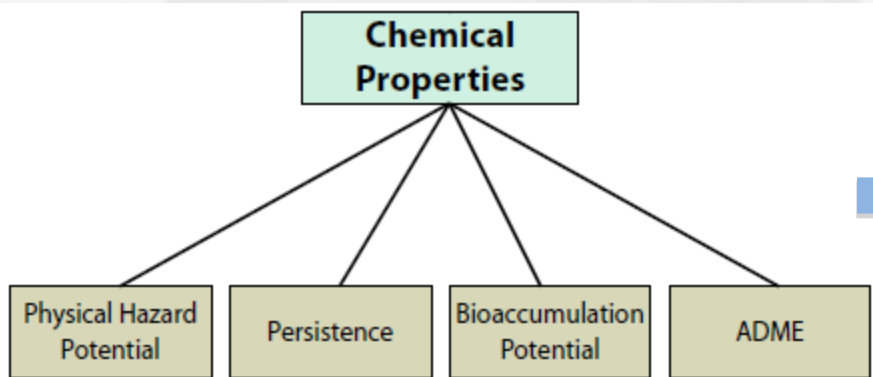 Chemical
Properties
Physical Hazard
Potential
Persistence
Bioaccumulation
Potential
ADME